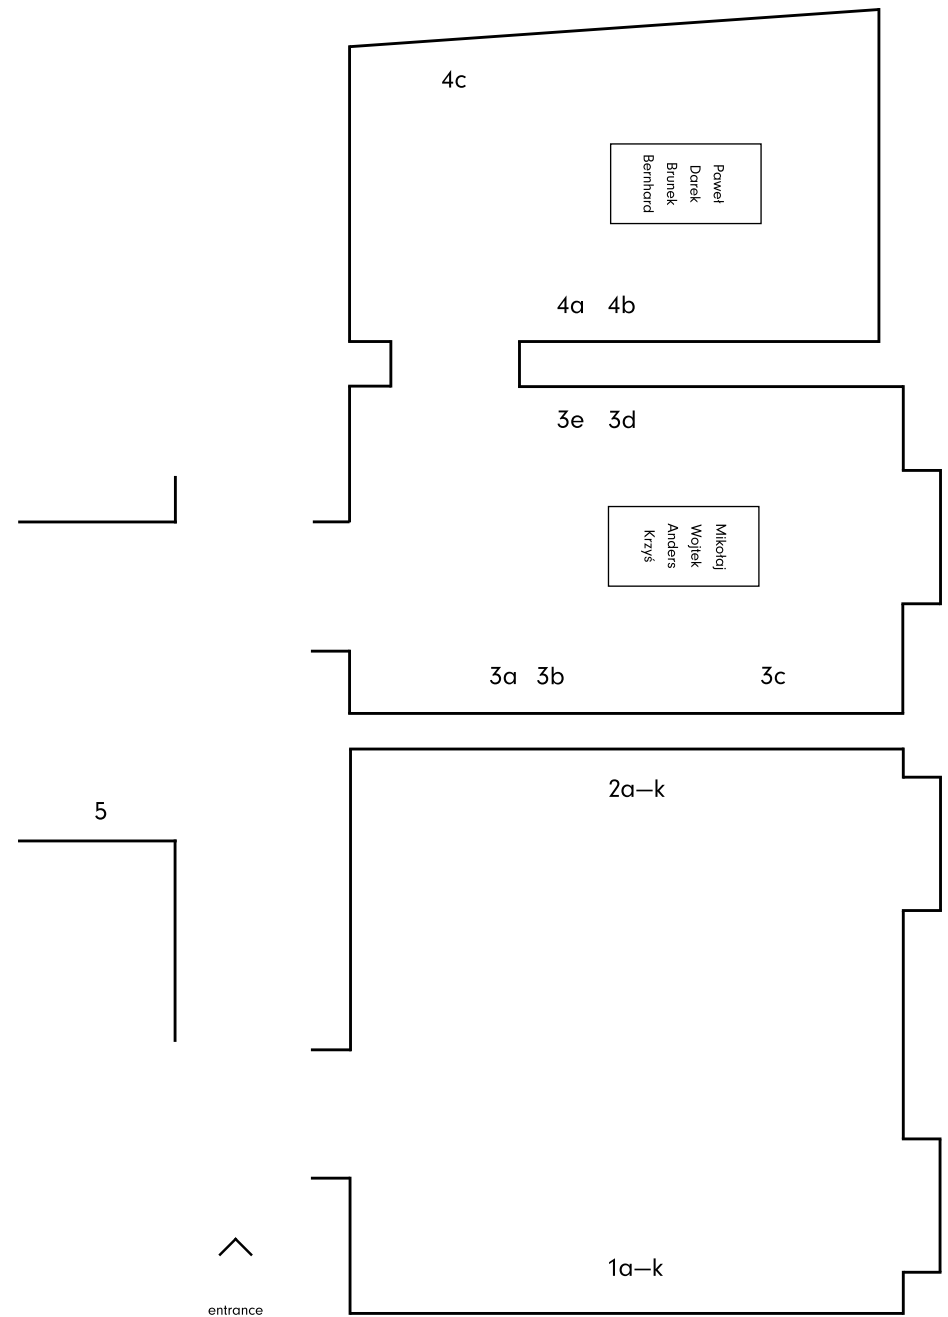 4c
Paweł
Darek
Brunek
Bernhard
4a 4b
3e 3d
Mikołaj
Wojtek
Anders
Krzyś
3a 3b 3c
2a—k
5
1a—k
entrance